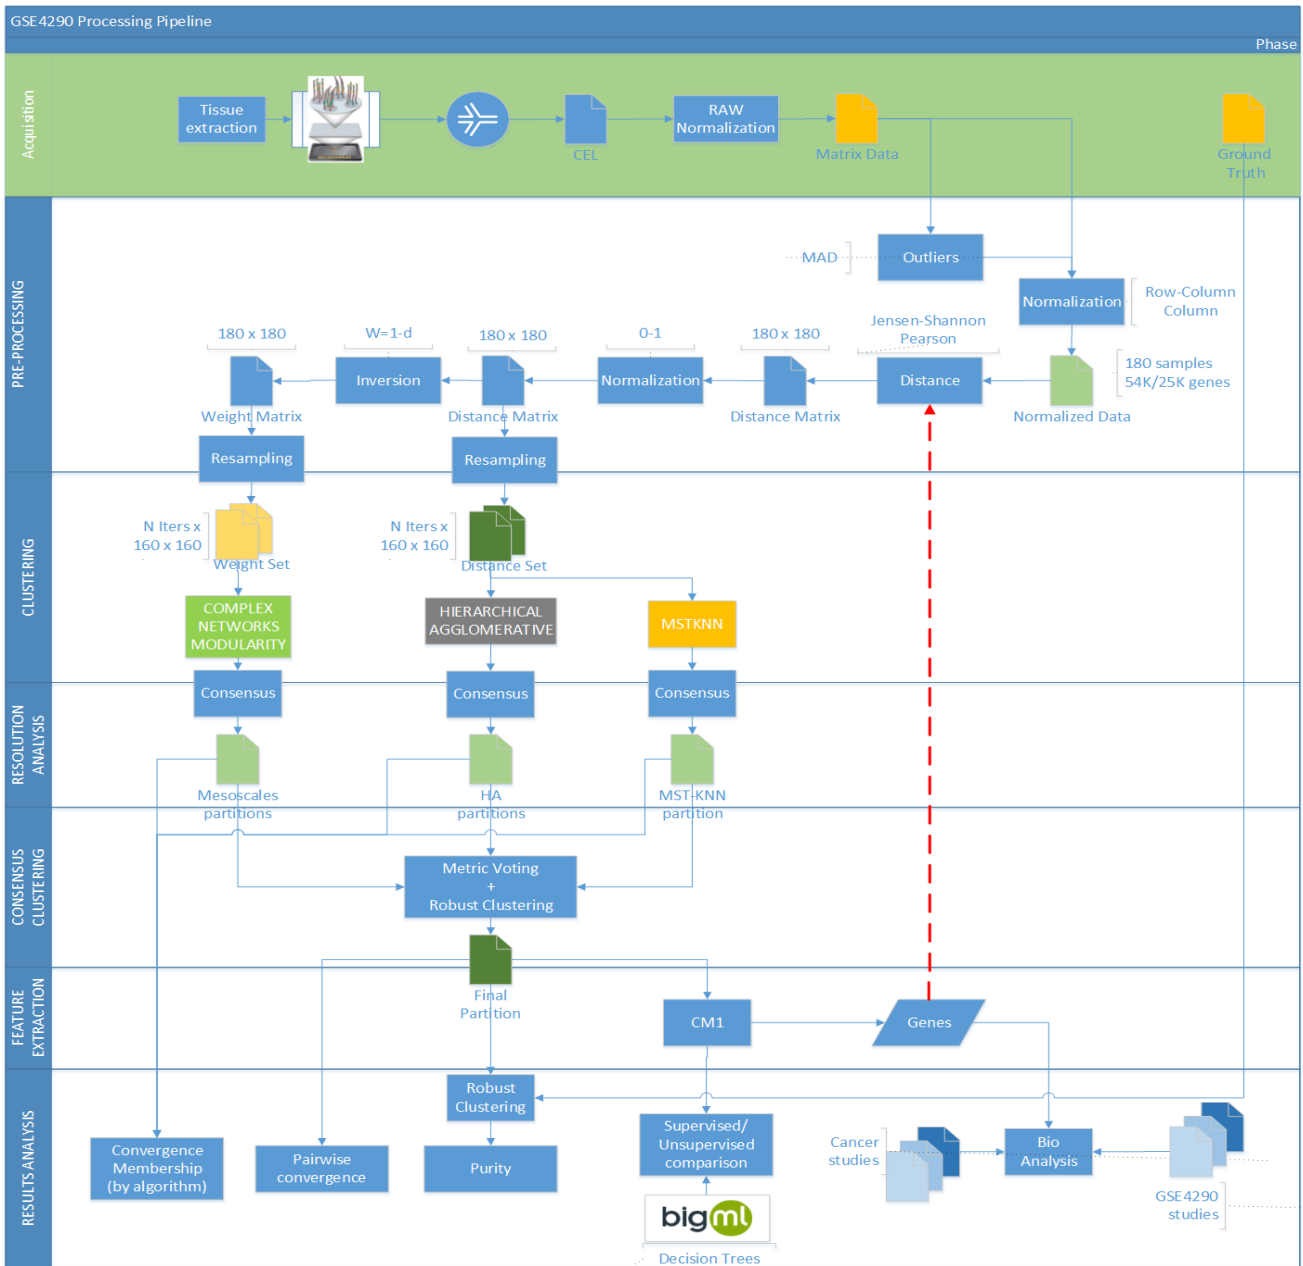 GSE4290 Processing Pipeline
Phase
Acquisition
Tissue
extraction
CEL
RAW
Normalization
Matrix Data
Ground
Truth
PRE-PROCESSING
MAD
Outliers
Normalization
Row-Column
Column
180 x 180
W=1-d
180 x 180
0-1
180 x 180
Jensen-Shannon
Pearson
180 samples
54K/25K genes
Inversion
Normalization
Distance
Weight Matrix
Distance Matrix
Distance Matrix
Normalized Data
Resampling
Resampling
CLUSTERING
N Iters x
160 x 160
Weight Set
N Iters x
160 x 160
Distance Set
COMPLEX
NETWORKS
MODULARITY
HIERARCHICAL
AGGLOMERATIVE
MSTKNN
Consensus
Consensus
Consensus
RESOLUTION
ANALYSIS
Mesoscales
partitions
HA
partitions
MST-KNN
partition
CONSENSUS
CLUSTERING
Metric Voting
+
Robust Clustering
FEATURE
EXTRACTION
Final
Partition
CM1
Genes
RESULTS ANALYSIS
Robust
Clustering
Convergence
Membership
(by algorithm)
Pairwise
convergence
Purity
Supervised/
Unsupervised
comparison
Cancer
studies
Bio
Analysis
GSE4290
studies
bigml
Decision Trees